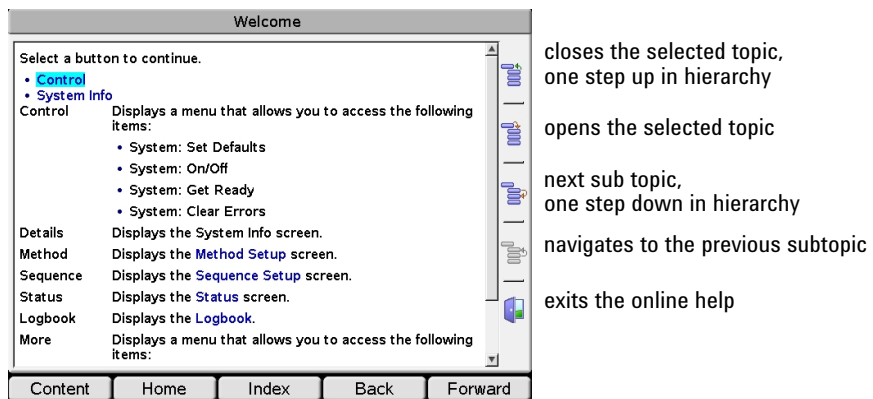 Welcome
Select a button to continue.
• Control
• System Info
Control Displays a menu that allows you to access the following
items:
• System: Set Defaults
• System: On/Off
• System: Get Ready
• System: Clear Errors
Details Displays the System Info screen.
Method Displays the Method Setup screen.
Sequence Displays the Sequence Setup screen.
Status Displays the Status screen.
Logbook Displays the Logbook.
More Displays a menu that allows you to access the following
items:
Content Home Index Back Forward
closes the selected topic,
one step up in hierarchy
opens the selected topic
next sub topic,
one step down in hierarchy
navigates to the previous subtopic
exits the online help